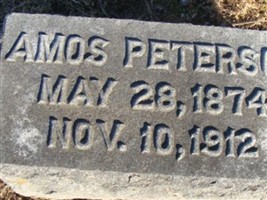 AMOS PETERS
MAY 28, 1874
NOV. 10, 1912